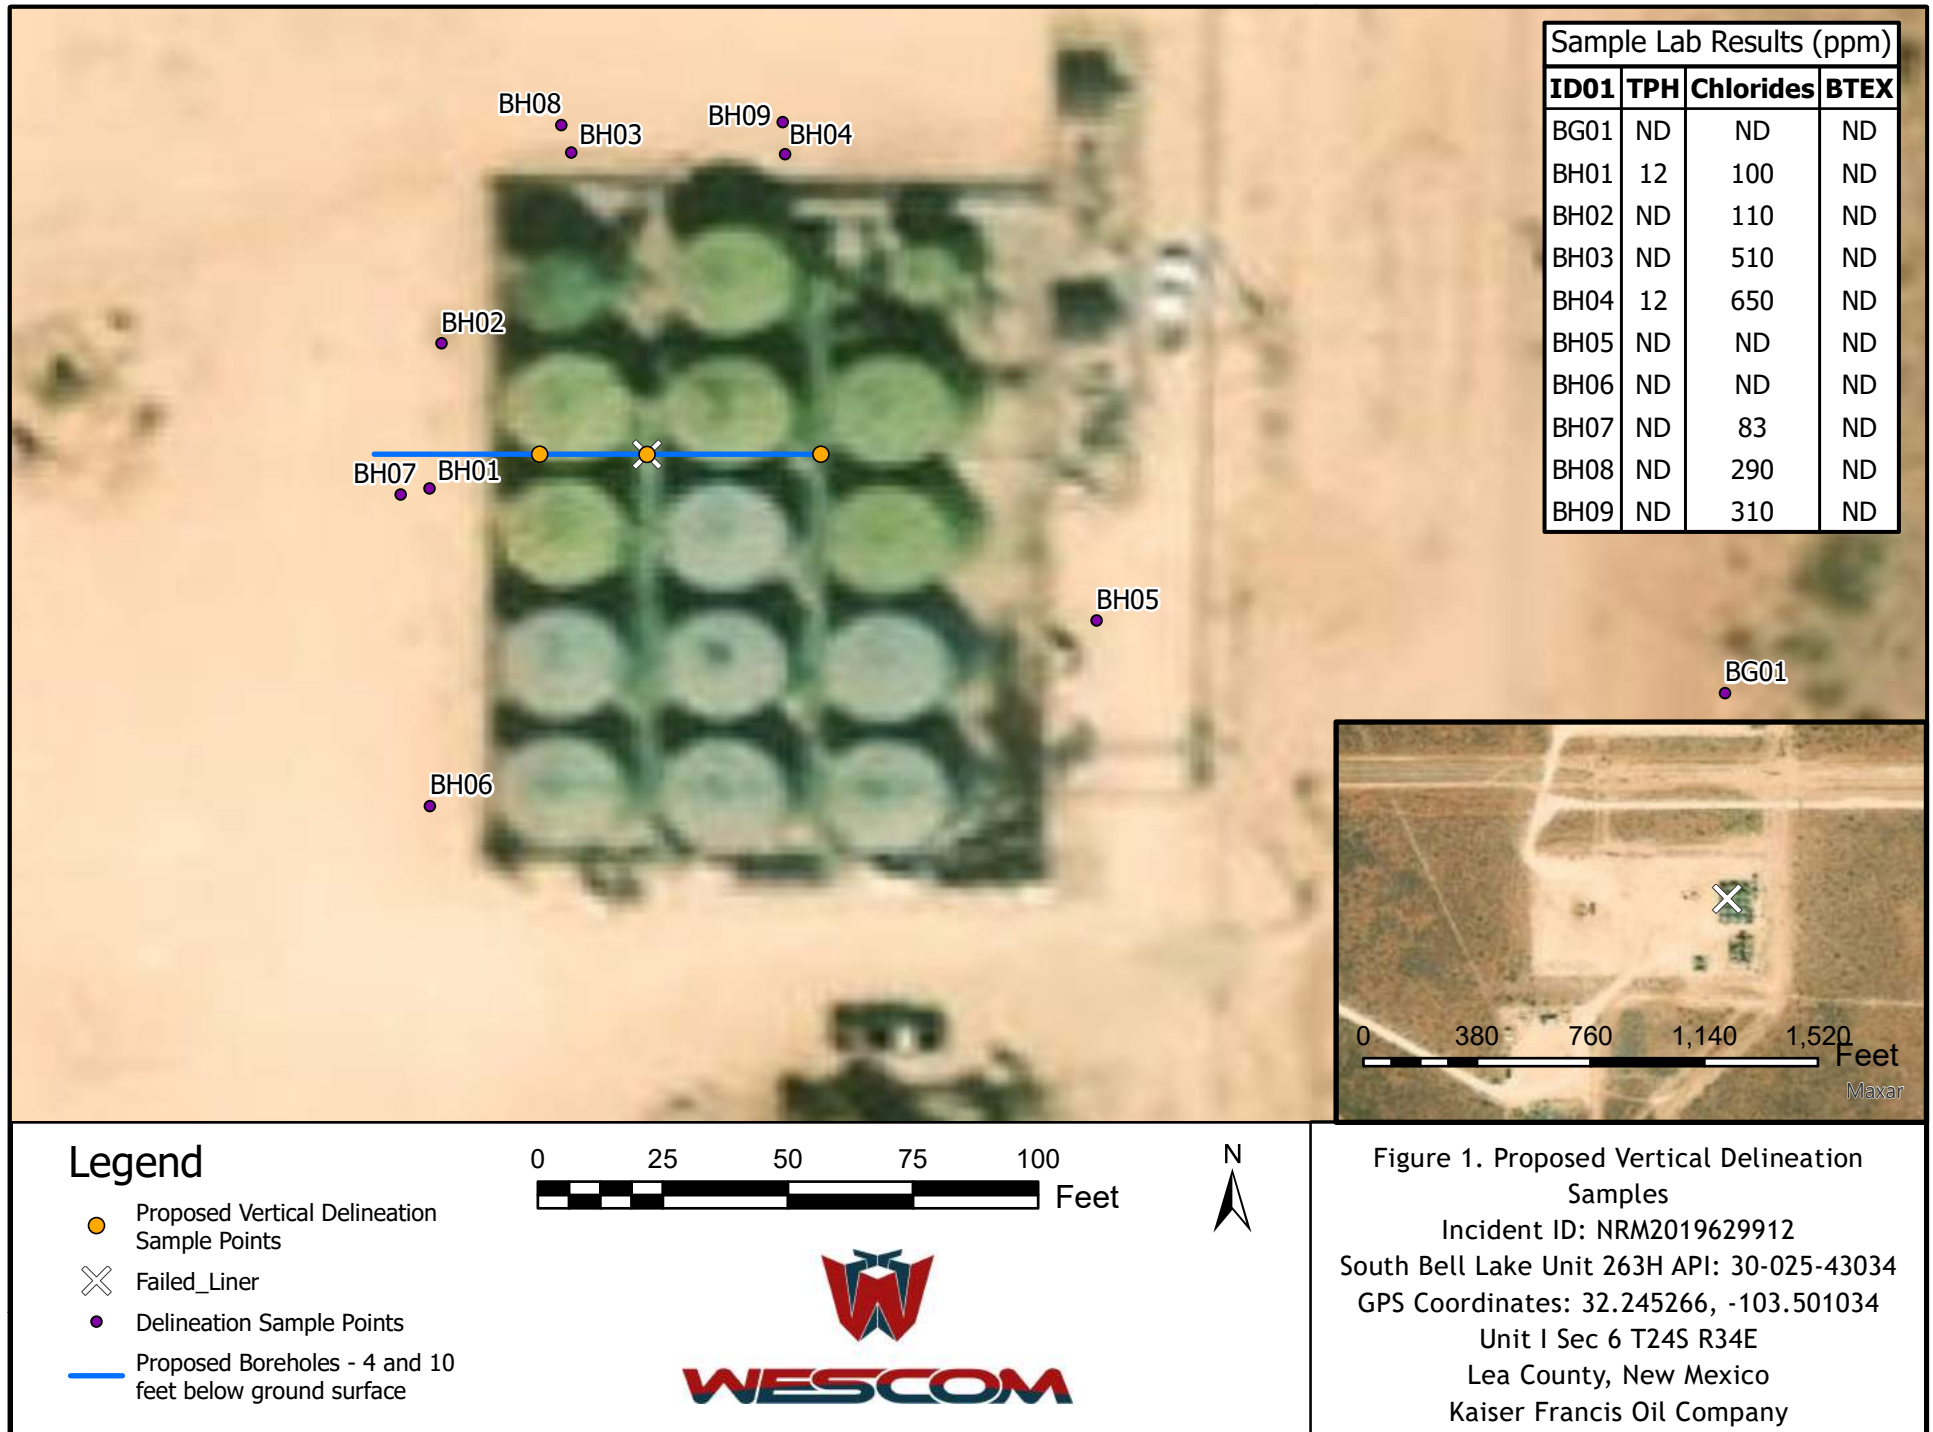 Sample Lab Results (ppm)
ID01 TPH Chlorides BTEX
BG01 ND ND ND
BH01 12 100 ND
BH02 ND 110 ND
BH03 ND 510 ND
BH04 12 650 ND
BH05 ND ND ND
BH06 ND ND ND
BH07 ND 83 ND
BH08 ND 290 ND
BH09 ND 310 ND
BH08
BH03
BH09
BH04
BH02
BH07
BH01
BH05
BG01
BH06
0 380 760 1,140 1,520
Feet
Maxar
Legend
Proposed Vertical Delineation
Sample Points
Failed_Liner
Delineation Sample Points
Proposed Boreholes - 4 and 10
feet below ground surface
0 25 50 75 100
Feet
N
WESCOM
Figure 1. Proposed Vertical Delineation
Samples
Incident ID: NRM2019629912
South Bell Lake Unit 263H API: 30-025-43034
GPS Coordinates: 32.245266, -103.501034
Unit I Sec 6 T24S R34E
Lea County, New Mexico
Kaiser Francis Oil Company